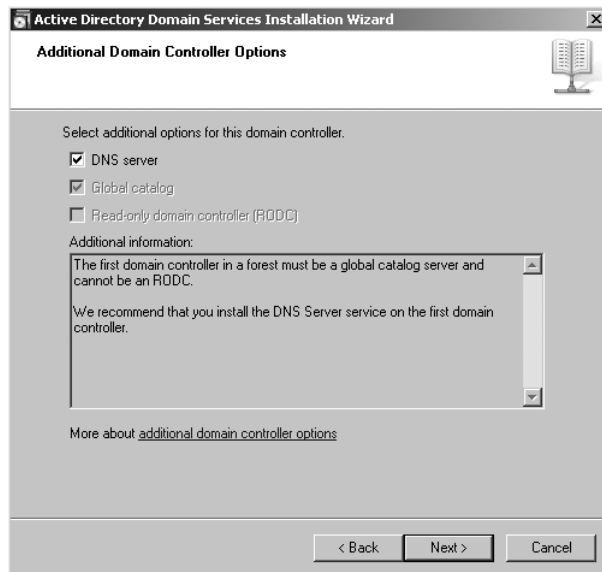 Active Directory Domain Services Installation Wizard
Additional Domain Controller Options
Select additional options for this domain controller.
DNS server
Global catalog
Read-only domain controller (RODC)
Additional information:
The first domain controller in a forest must be a global catalog server and
cannot be an RODC.
We recommend that you install the DNS Server service on the first domain
controller.
More about additional domain controller options
< Back
Next >
Cancel